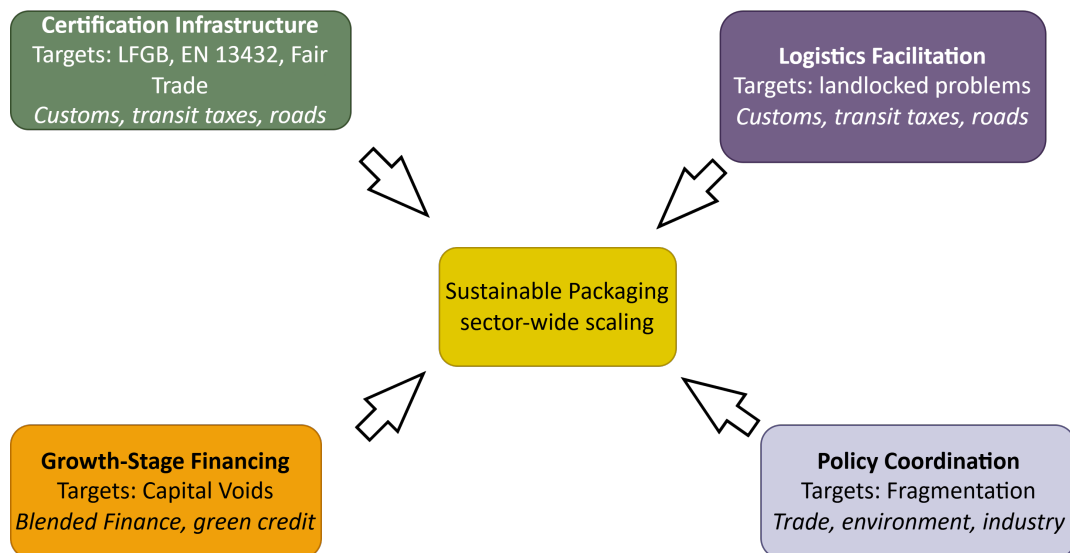 Certification Infrastructure
Targets: LFGB, EN 13432, Fair
Trade
Customs, transit taxes, roads
Logistics Facilitation
Targets: landlocked problems
Customs, transit taxes, roads
Sustainable Packaging
sector-wide scaling
Growth-Stage Financing
Targets: Capital Voids
Blended Finance, green credit
Policy Coordination
Targets: Fragmentation
Trade, environment, industry